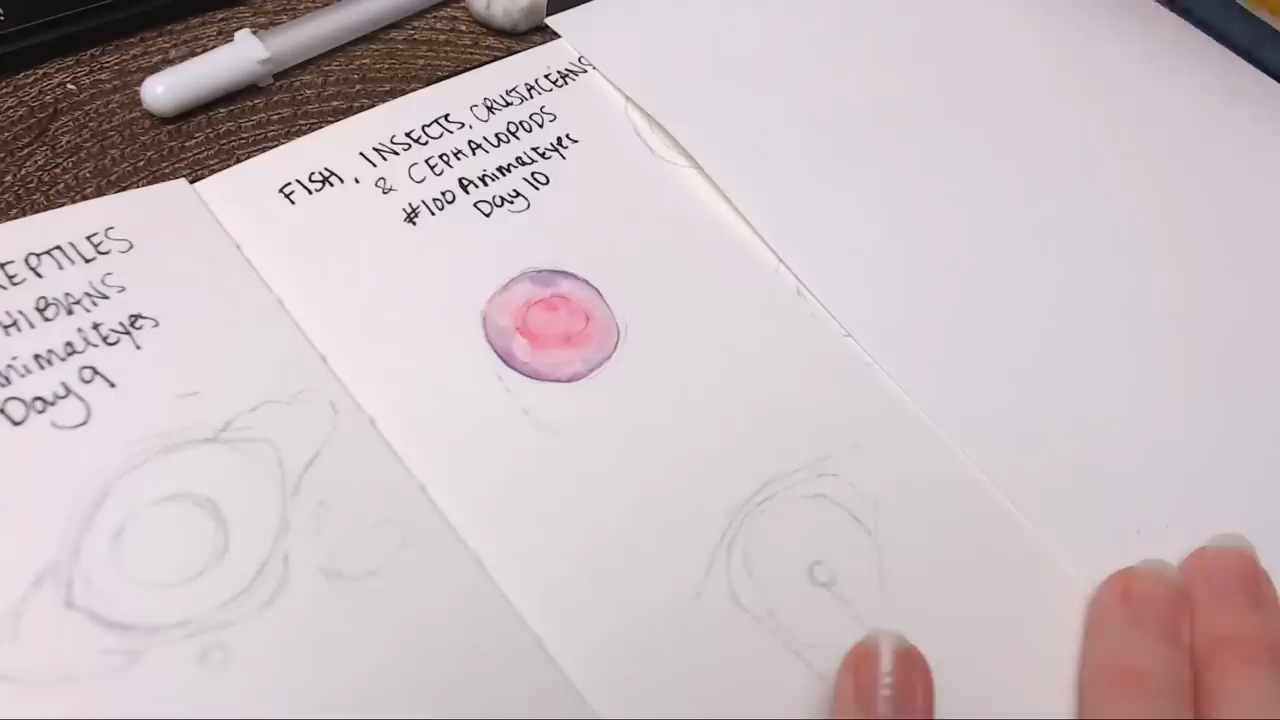 EPTILES
HIBIANS
nimalEyes
Day 9
FISH, INSECTS, CRUSTACEANS
& CEPHALOPODS
#100AnimalEyes
Day 10